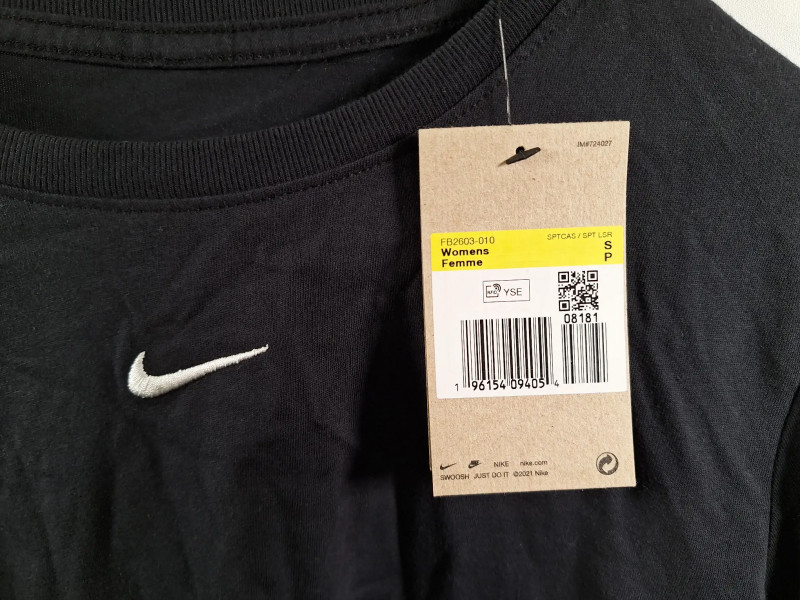 JM#724027
FB2603-010 SPTCAS / SPT LSR
Womens S
Femme P
RFID YSE
08181
1 96154 09405 4
NIKE nike.com
SWOOSH JUST DO IT ©2021 Nike